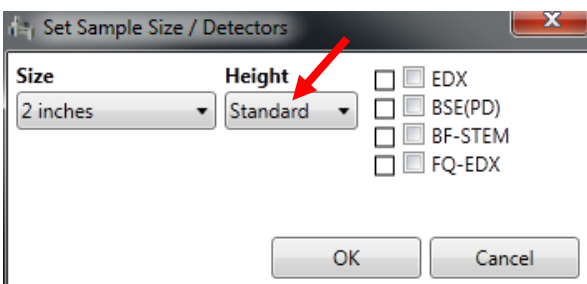 Set Sample Size / Detectors
Size
2 inches
Height
Standard
EDX
BSE(PD)
BF-STEM
FQ-EDX
OK
Cancel